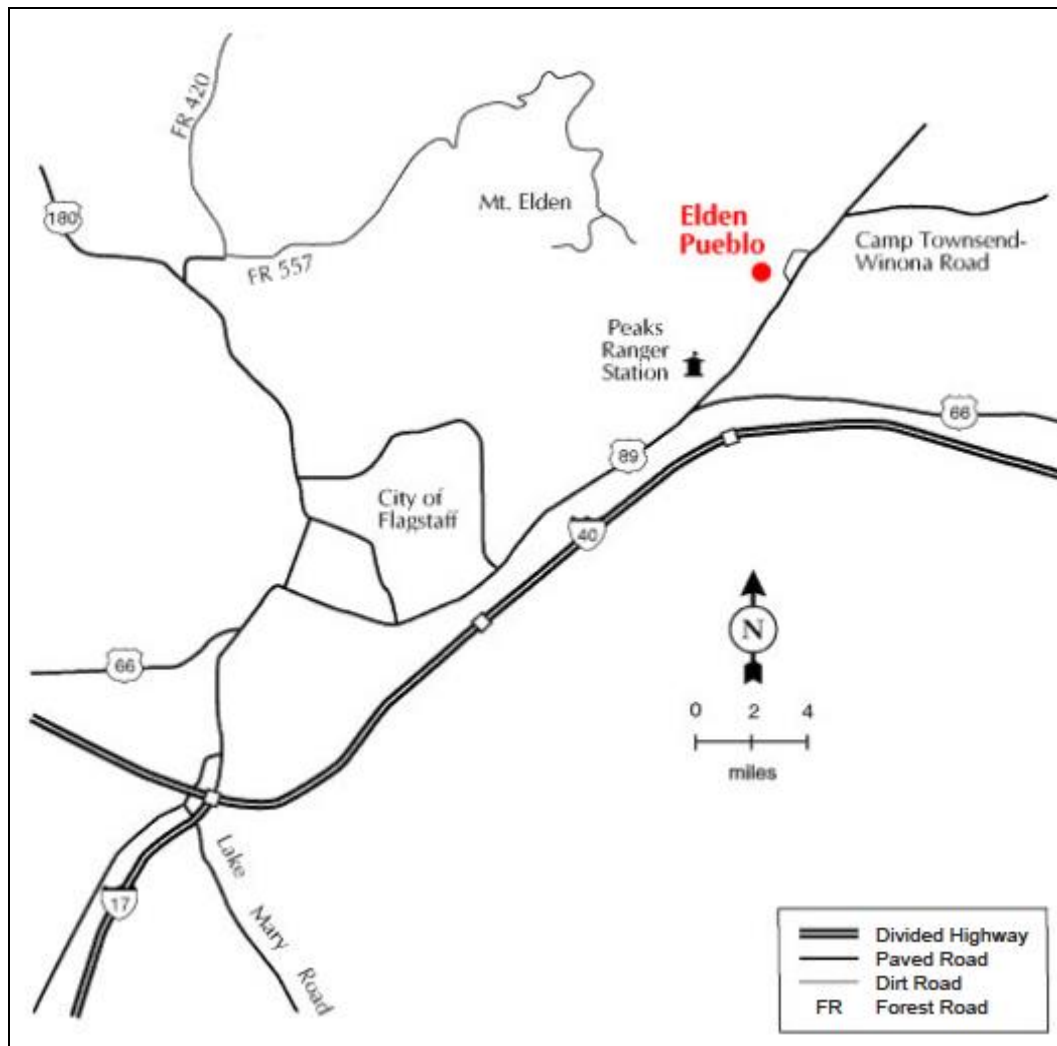 FR 420
180
Mt. Elden
FR 557
Elden
Pueblo
Camp Townsend-
Winona Road
Peaks
Ranger
Station
66
89
City of
Flagstaff
40
N
66
0 2 4
miles
Lake Mary Road
17
Divided Highway
Paved Road
Dirt Road
FR Forest Road